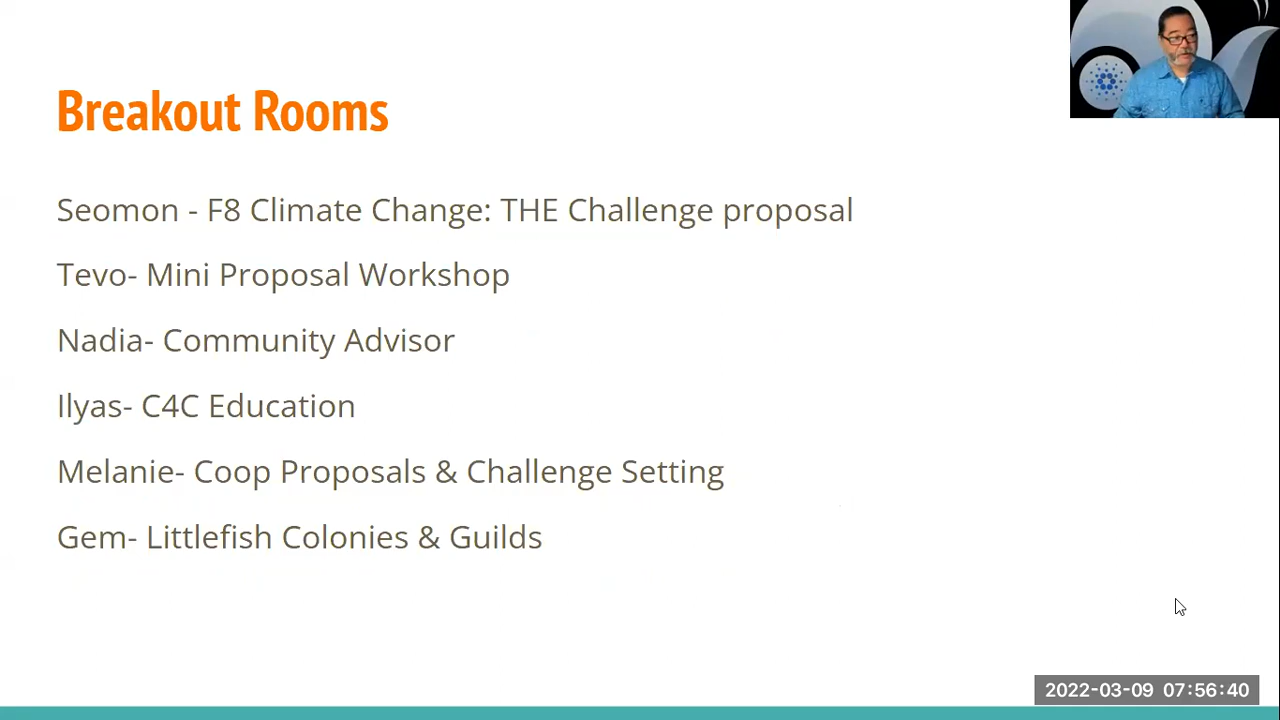 Breakout Rooms
Seomon - F8 Climate Change: THE Challenge proposal
Tevo- Mini Proposal Workshop
Nadia- Community Advisor
Ilyas- C4C Education
Melanie- Coop Proposals & Challenge Setting
Gem- Littlefish Colonies & Guilds
2022-03-09 07:56:40